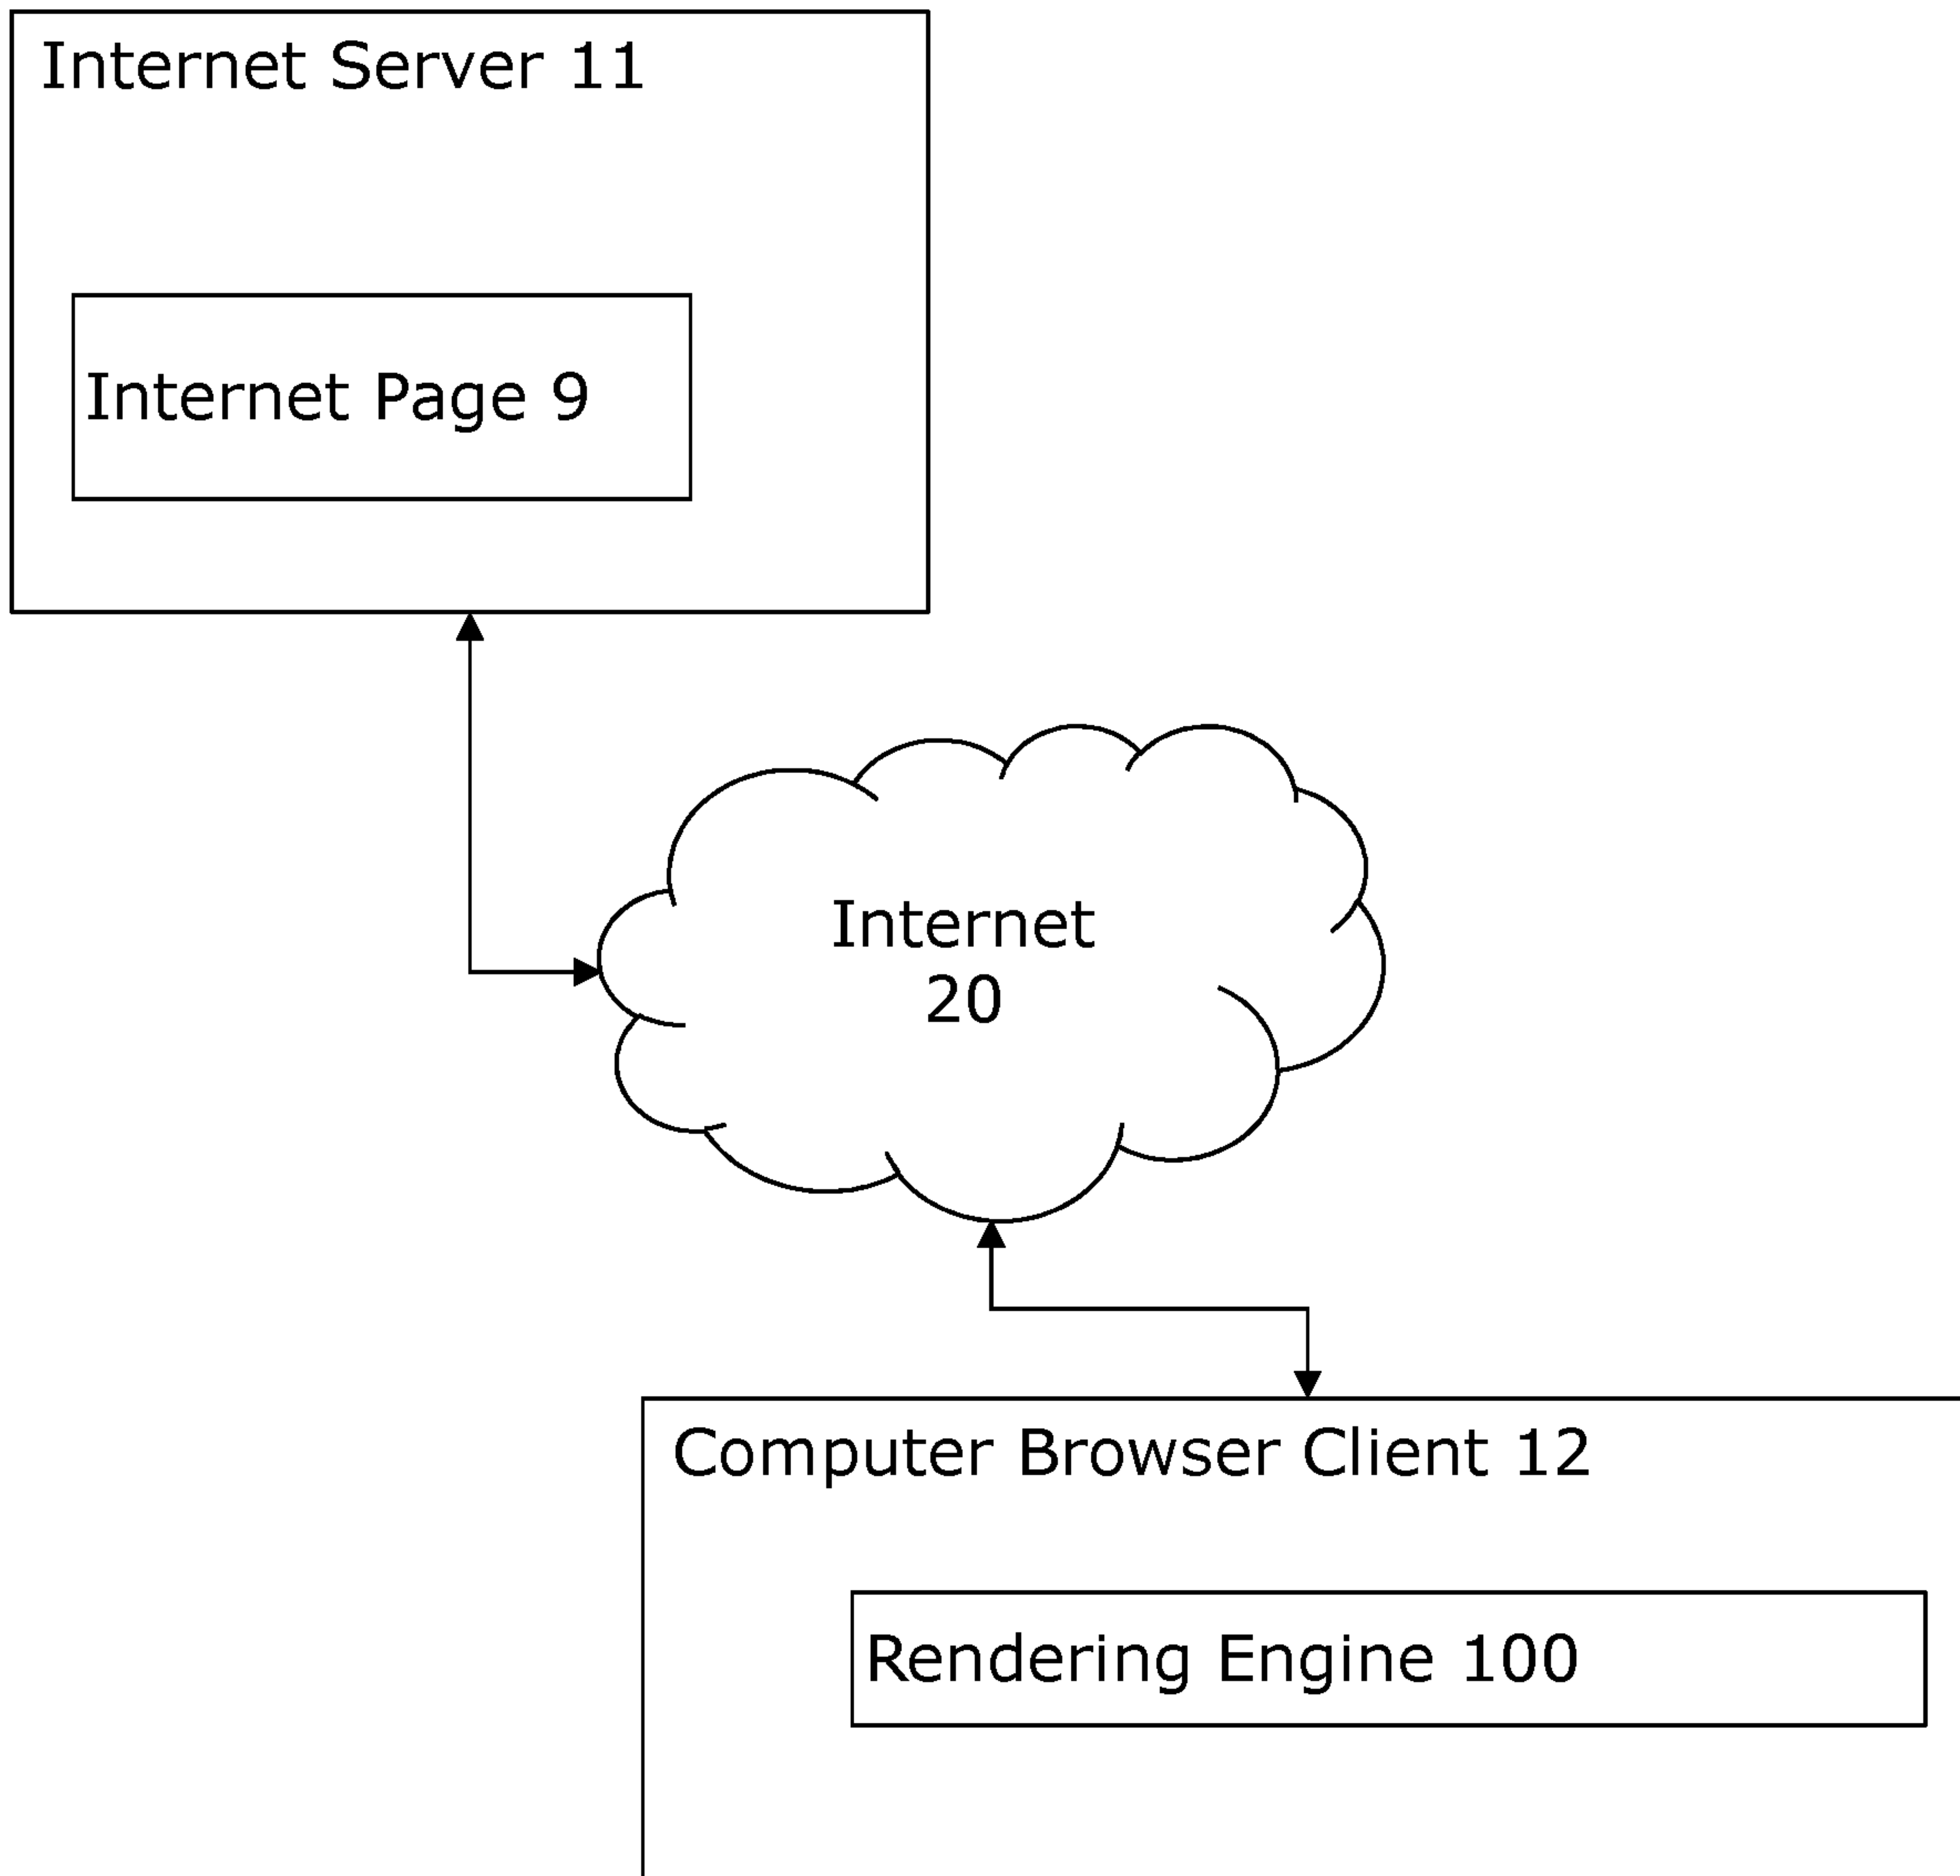 Internet Server 11
Internet Page 9
Internet
20
Computer Browser Client 12
Rendering Engine 100